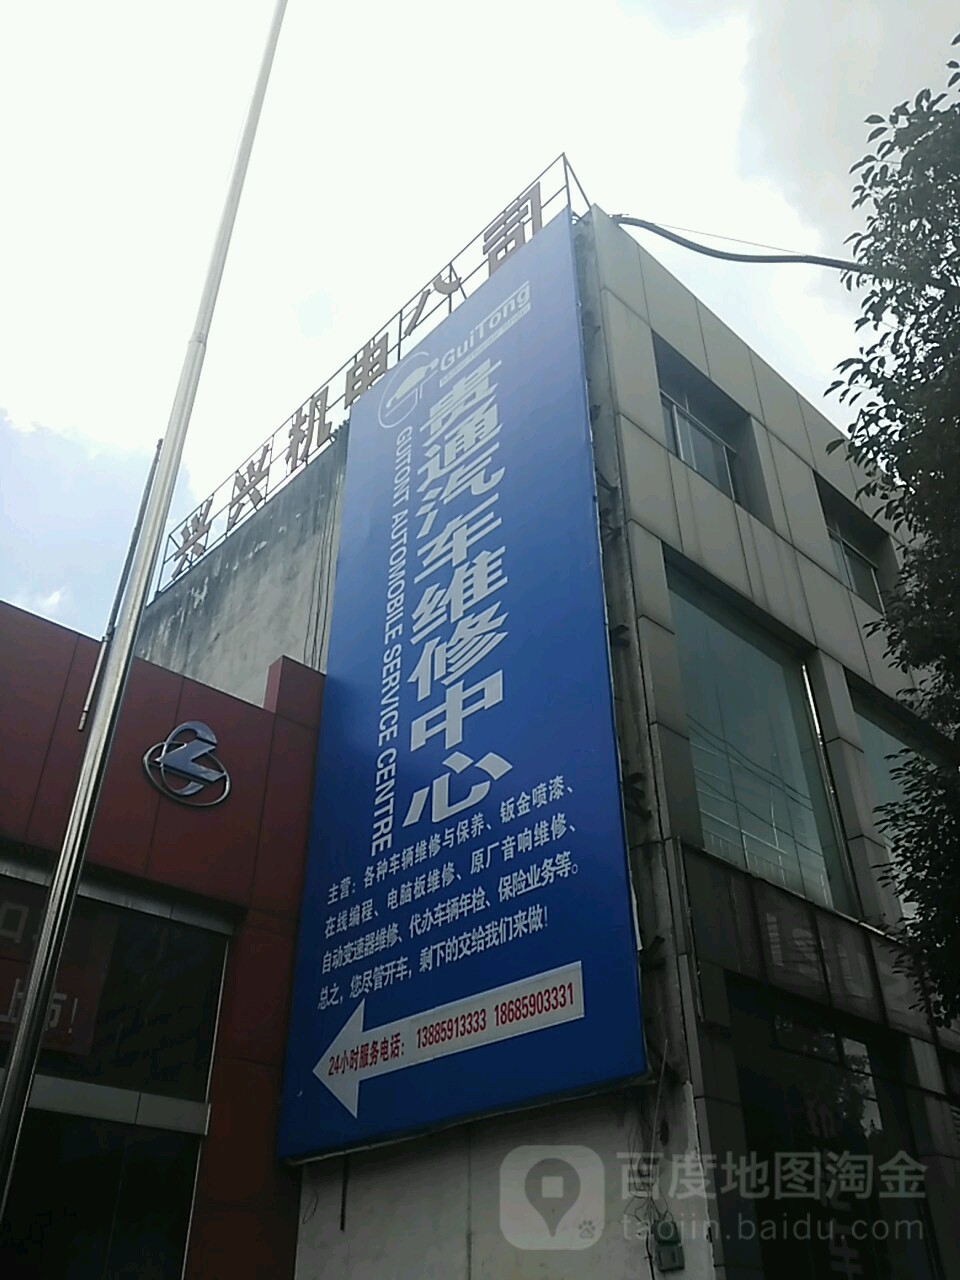 兴兴机电公司
GuiTong
贵通汽车维修中心
GUITONT AUTOMOBILE SERVICE CENTRE
主营：各种车辆维修与保养、钣金喷漆、
在线编程、电脑板维修、原厂音响维修、
自动变速器维修、代办车辆年检、保险业务等。
总之，您尽管开车，剩下的交给我们来做！
24小时服务电话：13885913333 18685903331
口
上市！
百度地图淘金
taojin.baidu.com